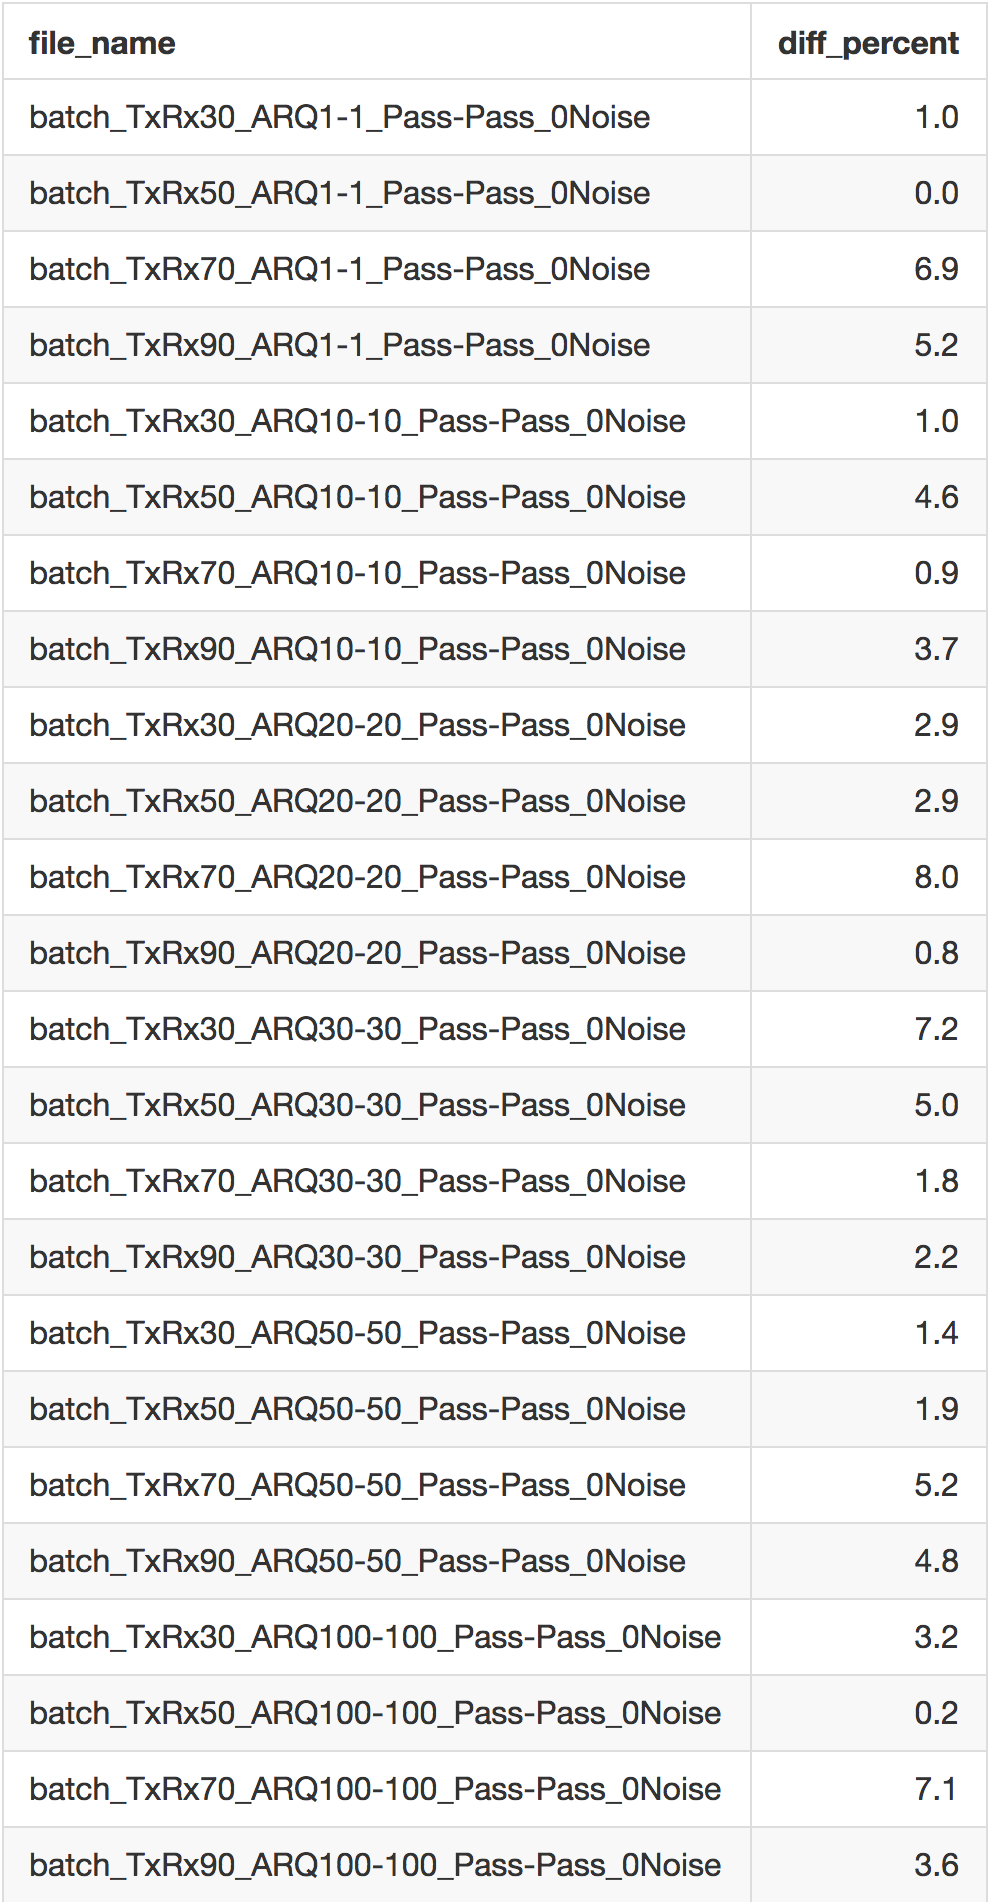 file_name diff_percent
batch_TxRx30_ARQ1-1_Pass-Pass_0Noise 1.0
batch_TxRx50_ARQ1-1_Pass-Pass_0Noise 0.0
batch_TxRx70_ARQ1-1_Pass-Pass_0Noise 6.9
batch_TxRx90_ARQ1-1_Pass-Pass_0Noise 5.2
batch_TxRx30_ARQ10-10_Pass-Pass_0Noise 1.0
batch_TxRx50_ARQ10-10_Pass-Pass_0Noise 4.6
batch_TxRx70_ARQ10-10_Pass-Pass_0Noise 0.9
batch_TxRx90_ARQ10-10_Pass-Pass_0Noise 3.7
batch_TxRx30_ARQ20-20_Pass-Pass_0Noise 2.9
batch_TxRx50_ARQ20-20_Pass-Pass_0Noise 2.9
batch_TxRx70_ARQ20-20_Pass-Pass_0Noise 8.0
batch_TxRx90_ARQ20-20_Pass-Pass_0Noise 0.8
batch_TxRx30_ARQ30-30_Pass-Pass_0Noise 7.2
batch_TxRx50_ARQ30-30_Pass-Pass_0Noise 5.0
batch_TxRx70_ARQ30-30_Pass-Pass_0Noise 1.8
batch_TxRx90_ARQ30-30_Pass-Pass_0Noise 2.2
batch_TxRx30_ARQ50-50_Pass-Pass_0Noise 1.4
batch_TxRx50_ARQ50-50_Pass-Pass_0Noise 1.9
batch_TxRx70_ARQ50-50_Pass-Pass_0Noise 5.2
batch_TxRx90_ARQ50-50_Pass-Pass_0Noise 4.8
batch_TxRx30_ARQ100-100_Pass-Pass_0Noise 3.2
batch_TxRx50_ARQ100-100_Pass-Pass_0Noise 0.2
batch_TxRx70_ARQ100-100_Pass-Pass_0Noise 7.1
batch_TxRx90_ARQ100-100_Pass-Pass_0Noise 3.6